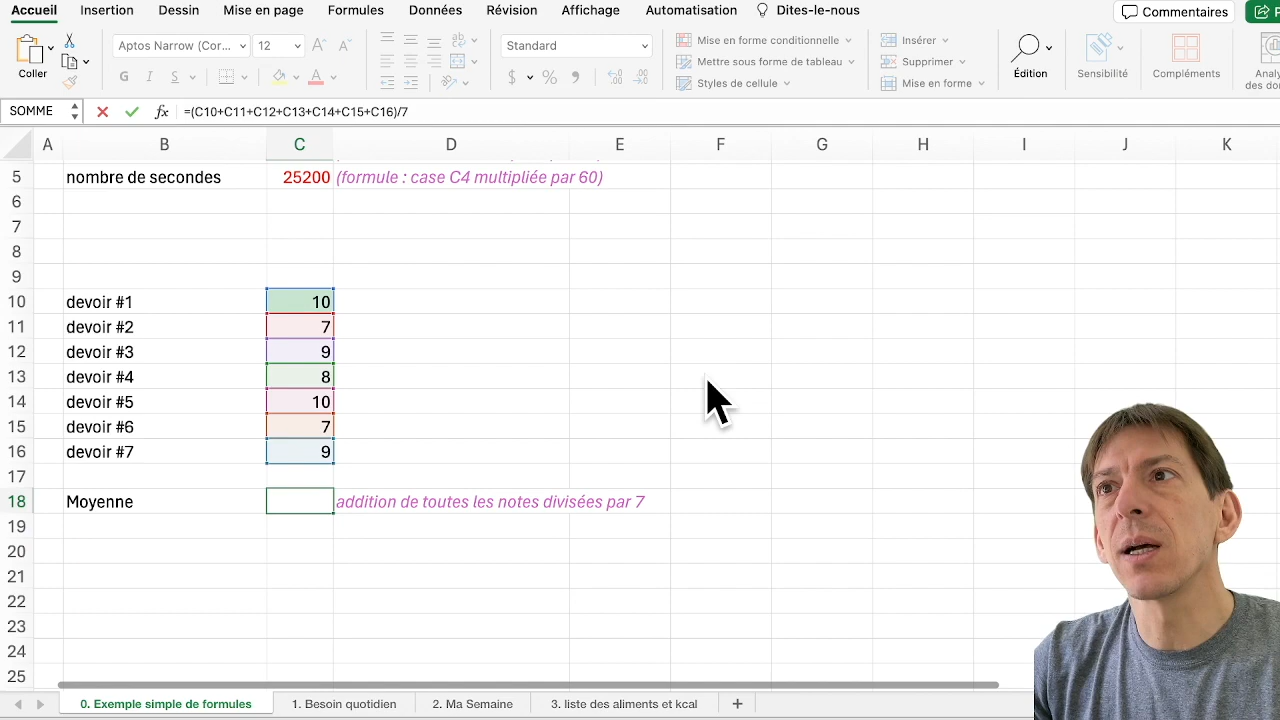 Accueil Insertion Dessin Mise en page Formules Données Révision Affichage Automatisation Dites-le-nous Commentaires
Coller
Aptos Narrow (Cor... 12
Standard
Mise en forme conditionnelle
Mettre sous forme de tableau
Styles de cellule
Insérer
Supprimer
Mise en forme
Édition
Sensibilité
Compléments
Analy
des do
SOMME fx =(C10+C11+C12+C13+C14+C15+C16)/7
A B C D E F G H I J K
5 nombre de secondes 25200 (formule : case C4 multipliée par 60)
6
7
8
9
10 devoir #1 10
11 devoir #2 7
12 devoir #3 9
13 devoir #4 8
14 devoir #5 10
15 devoir #6 7
16 devoir #7 9
17
18 Moyenne addition de toutes les notes divisées par 7
19
20
21
22
23
24
25
0. Exemple simple de formules 1. Besoin quotidien 2. Ma Semaine 3. liste des aliments et kcal +